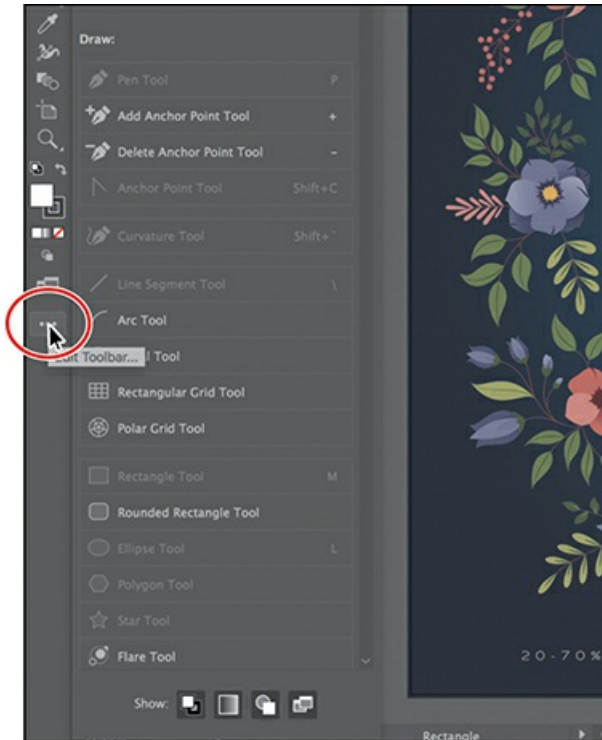 Draw:
Pen Tool P
Add Anchor Point Tool +
Delete Anchor Point Tool -
Anchor Point Tool Shift+C
Curvature Tool Shift+`
Line Segment Tool \
Arc Tool
Edit Toolbar... l Tool
Rectangular Grid Tool
Polar Grid Tool
Rectangle Tool M
Rounded Rectangle Tool
Ellipse Tool L
Polygon Tool
Star Tool
Flare Tool
20-70%
Show:
Rectangle